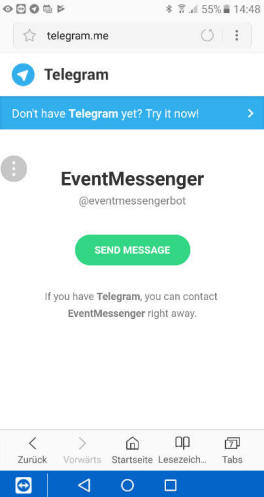 55% 14:48
telegram.me
Telegram
Don't have Telegram yet? Try it now!
EventMessenger
@eventmessengerbot
SEND MESSAGE
If you have Telegram, you can contact
EventMessenger right away.
7
Zurück Vorwärts Startseite Lesezeich... Tabs